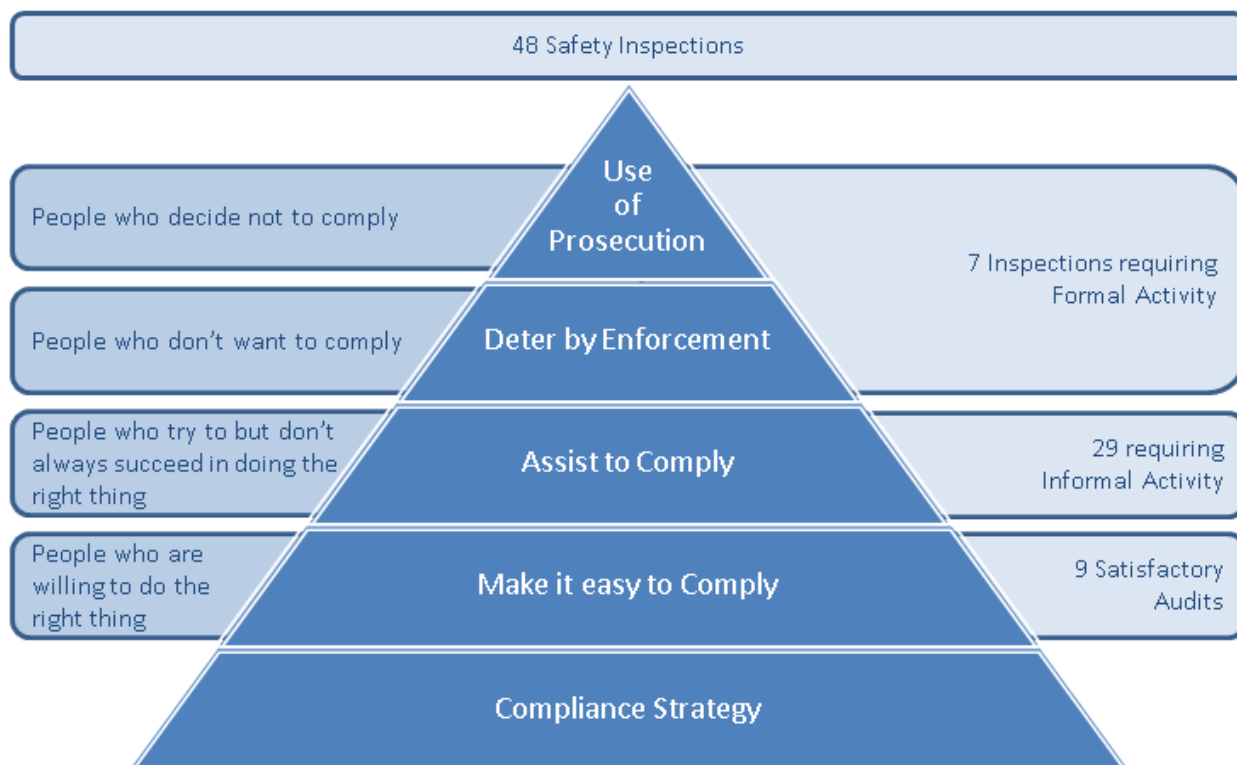 48 Safety Inspections
Use
of
Prosecution
People who decide not to comply
7 Inspections requiring
Formal Activity
People who don't want to comply
Deter by Enforcement
People who try to but don't
always succeed in doing the
right thing
Assist to Comply
29 requiring
Informal Activity
People who are
willing to do the
right thing
Make it easy to Comply
9 Satisfactory
Audits
Compliance Strategy